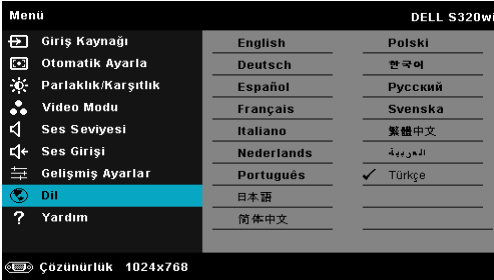 Menü DELL S320wi
Giriş Kaynağı
Otomatik Ayarla
Parlaklık/Karşıtlık
Video Modu
Ses Seviyesi
Ses Girişi
Gelişmiş Ayarlar
Dil
Yardım
English
Deutsch
Español
Français
Italiano
Nederlands
Português
日本語
简体中文
Polski
한국어
Русский
Svenska
繁體中文
العربية
✓ Türkçe
Çözünürlük 1024x768